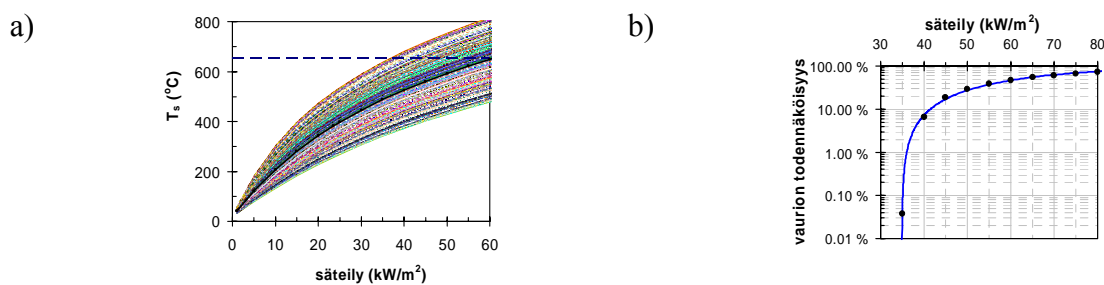 a)
800
600
400
200
0
T_s (°C)
0 10 20 30 40 50 60
säteily (kW/m²)
b)
säteily (kW/m²)
30 40 50 60 70 80
100.00 %
10.00 %
1.00 %
0.10 %
0.01 %
vaurion todennäköisyys